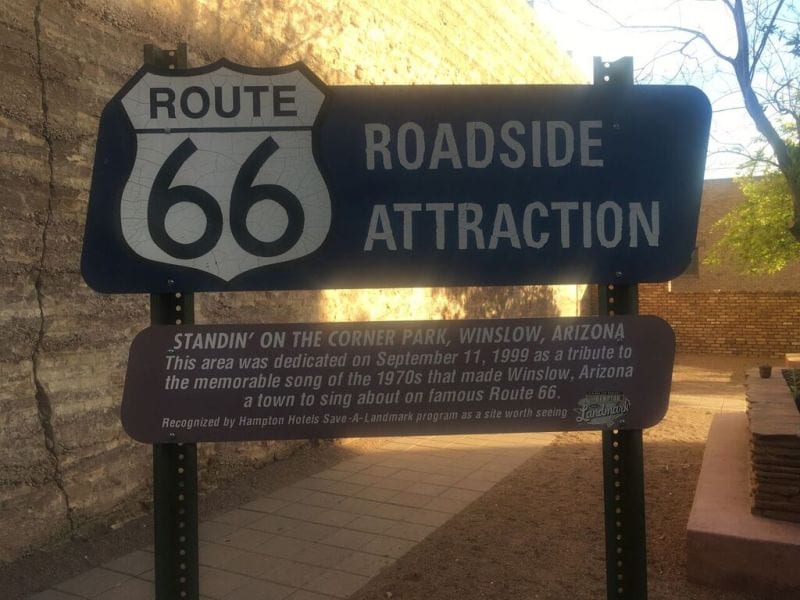 ROUTE
66
ROADSIDE
ATTRACTION
STANDIN' ON THE CORNER PARK, WINSLOW, ARIZONA
This area was dedicated on September 11, 1999 as a tribute to
the memorable song of the 1970s that made Winslow, Arizona
a town to sing about on famous Route 66.
Recognized by Hampton Hotels Save-A-Landmark program as a site worth seeing
Landmark